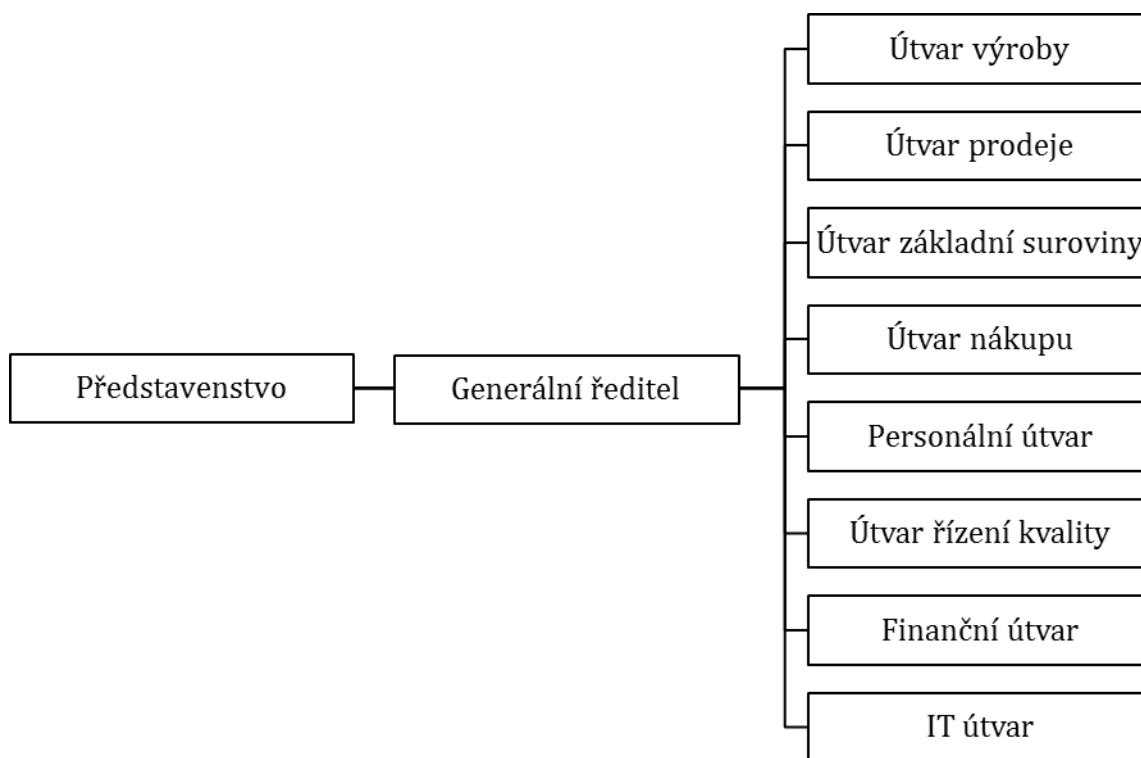 Představenstvo
Generální ředitel
Útvar výroby
Útvar prodeje
Útvar základní suroviny
Útvar nákupu
Personální útvar
Útvar řízení kvality
Finanční útvar
IT útvar